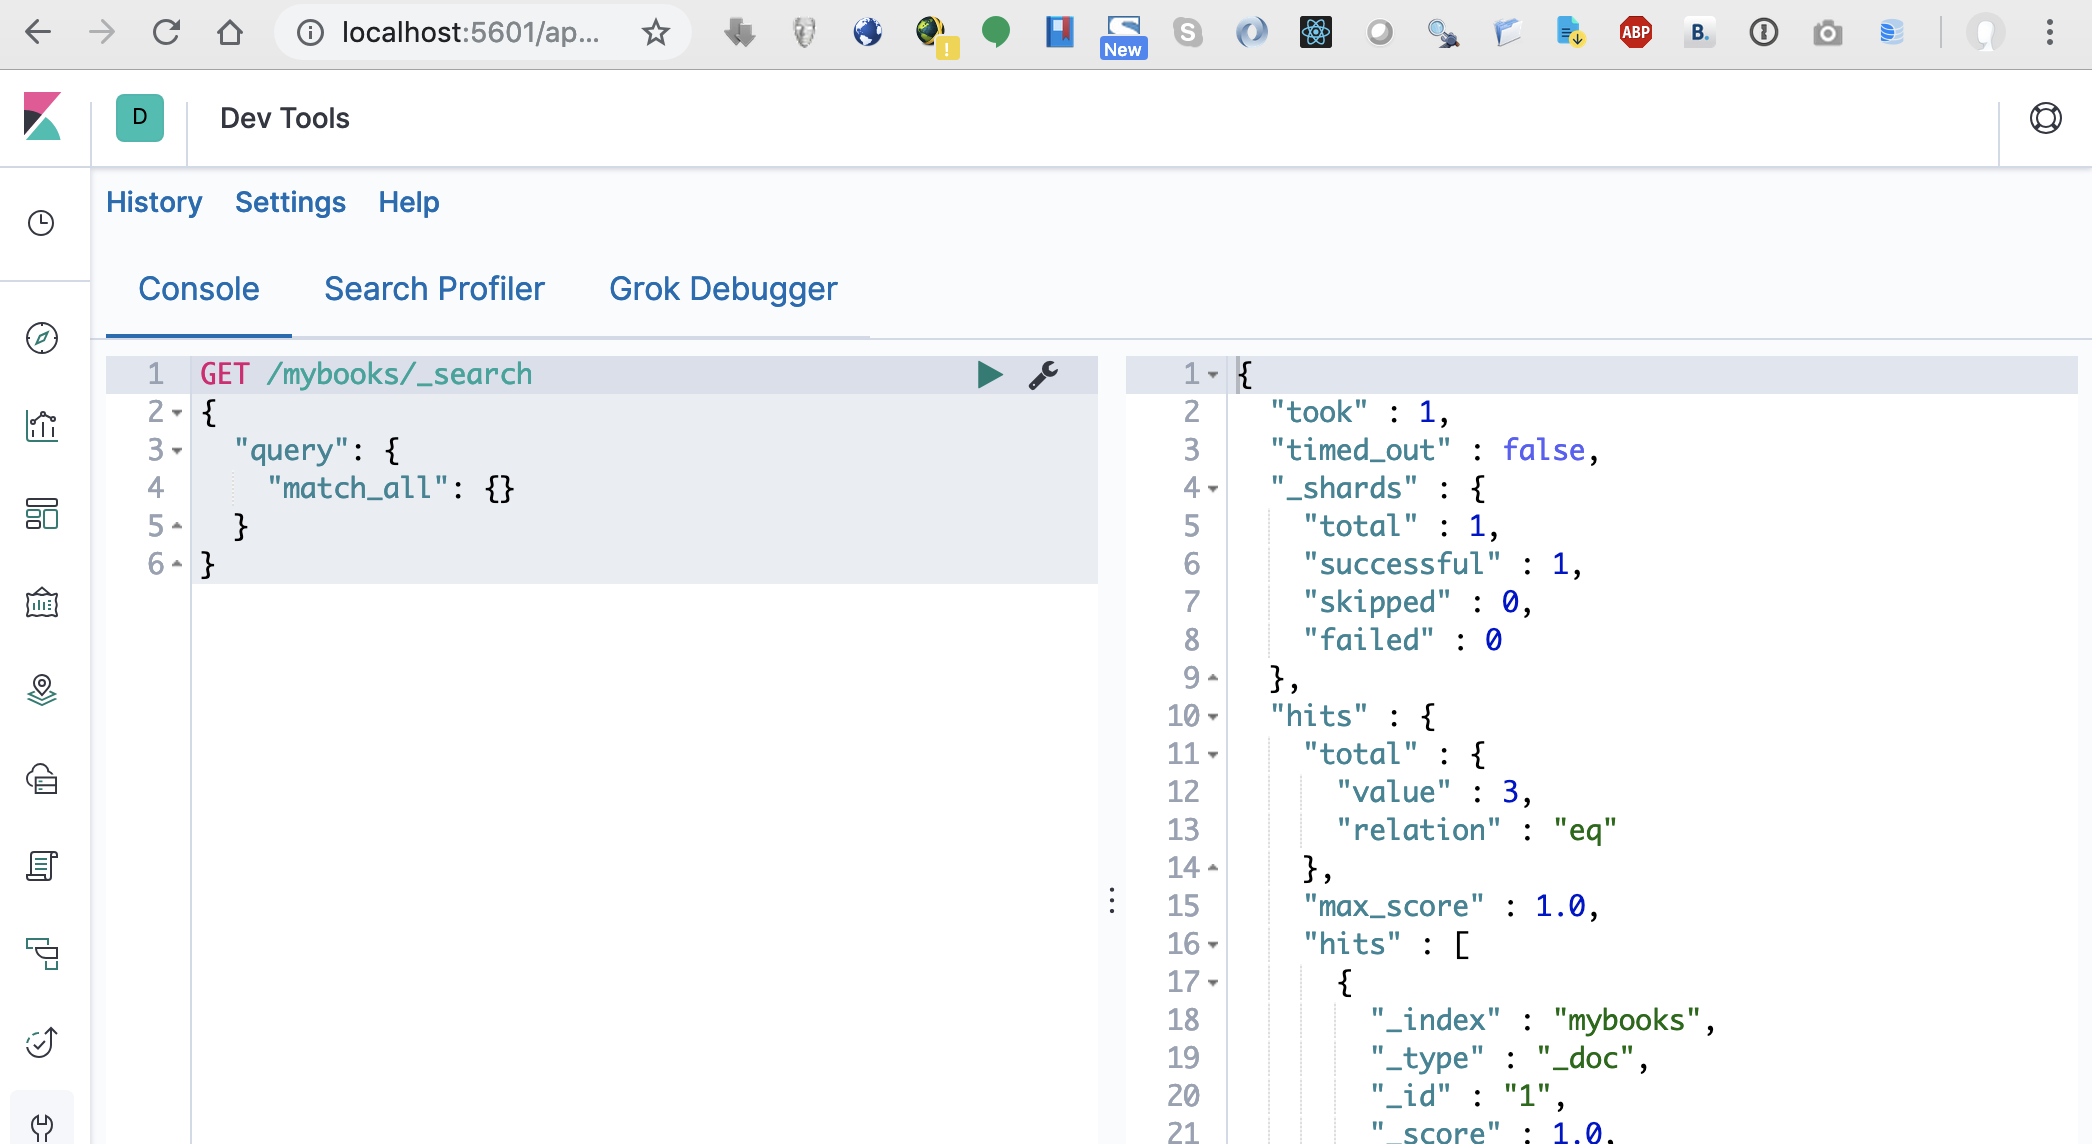 localhost:5601/ap...
New
S
ABP
B.
!
D
Dev Tools
History Settings Help
Console Search Profiler Grok Debugger
1 GET /mybooks/_search
2 {
3 "query": {
4 "match_all": {}
5 }
6 }
1 {
2 "took" : 1,
3 "timed_out" : false,
4 "_shards" : {
5 "total" : 1,
6 "successful" : 1,
7 "skipped" : 0,
8 "failed" : 0
9 },
10 "hits" : {
11 "total" : {
12 "value" : 3,
13 "relation" : "eq"
14 },
15 "max_score" : 1.0,
16 "hits" : [
17 {
18 "_index" : "mybooks",
19 "_type" : "_doc",
20 "_id" : "1",
21 "_score" : 1.0,